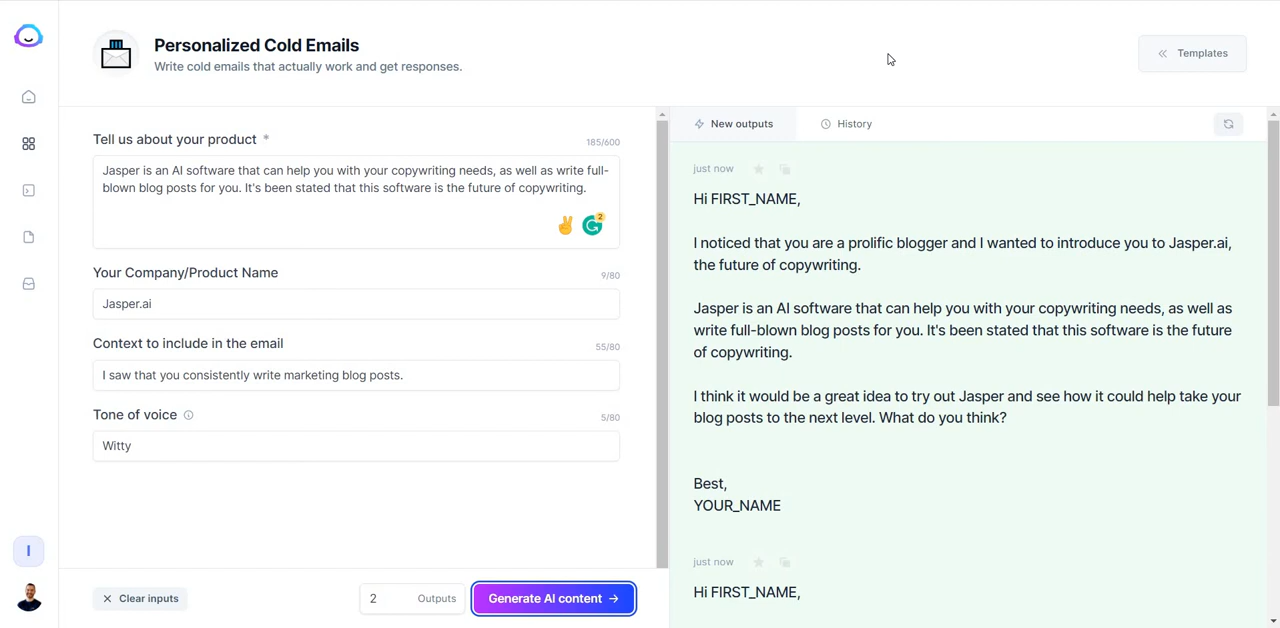 Personalized Cold Emails
Write cold emails that actually work and get responses.
Templates
Tell us about your product *
185/600
Jasper is an AI software that can help you with your copywriting needs, as well as write full-
blown blog posts for you. It's been stated that this software is the future of copywriting.
2
Your Company/Product Name
9/80
Jasper.ai
Context to include in the email
55/80
I saw that you consistently write marketing blog posts.
Tone of voice
5/80
Witty
I
Clear inputs
2 Outputs
Generate AI content
New outputs
History
just now
Hi FIRST_NAME,
I noticed that you are a prolific blogger and I wanted to introduce you to Jasper.ai,
the future of copywriting.
Jasper is an AI software that can help you with your copywriting needs, as well as
write full-blown blog posts for you. It's been stated that this software is the future
of copywriting.
I think it would be a great idea to try out Jasper and see how it could help take your
blog posts to the next level. What do you think?
Best,
YOUR_NAME
just now
Hi FIRST_NAME,